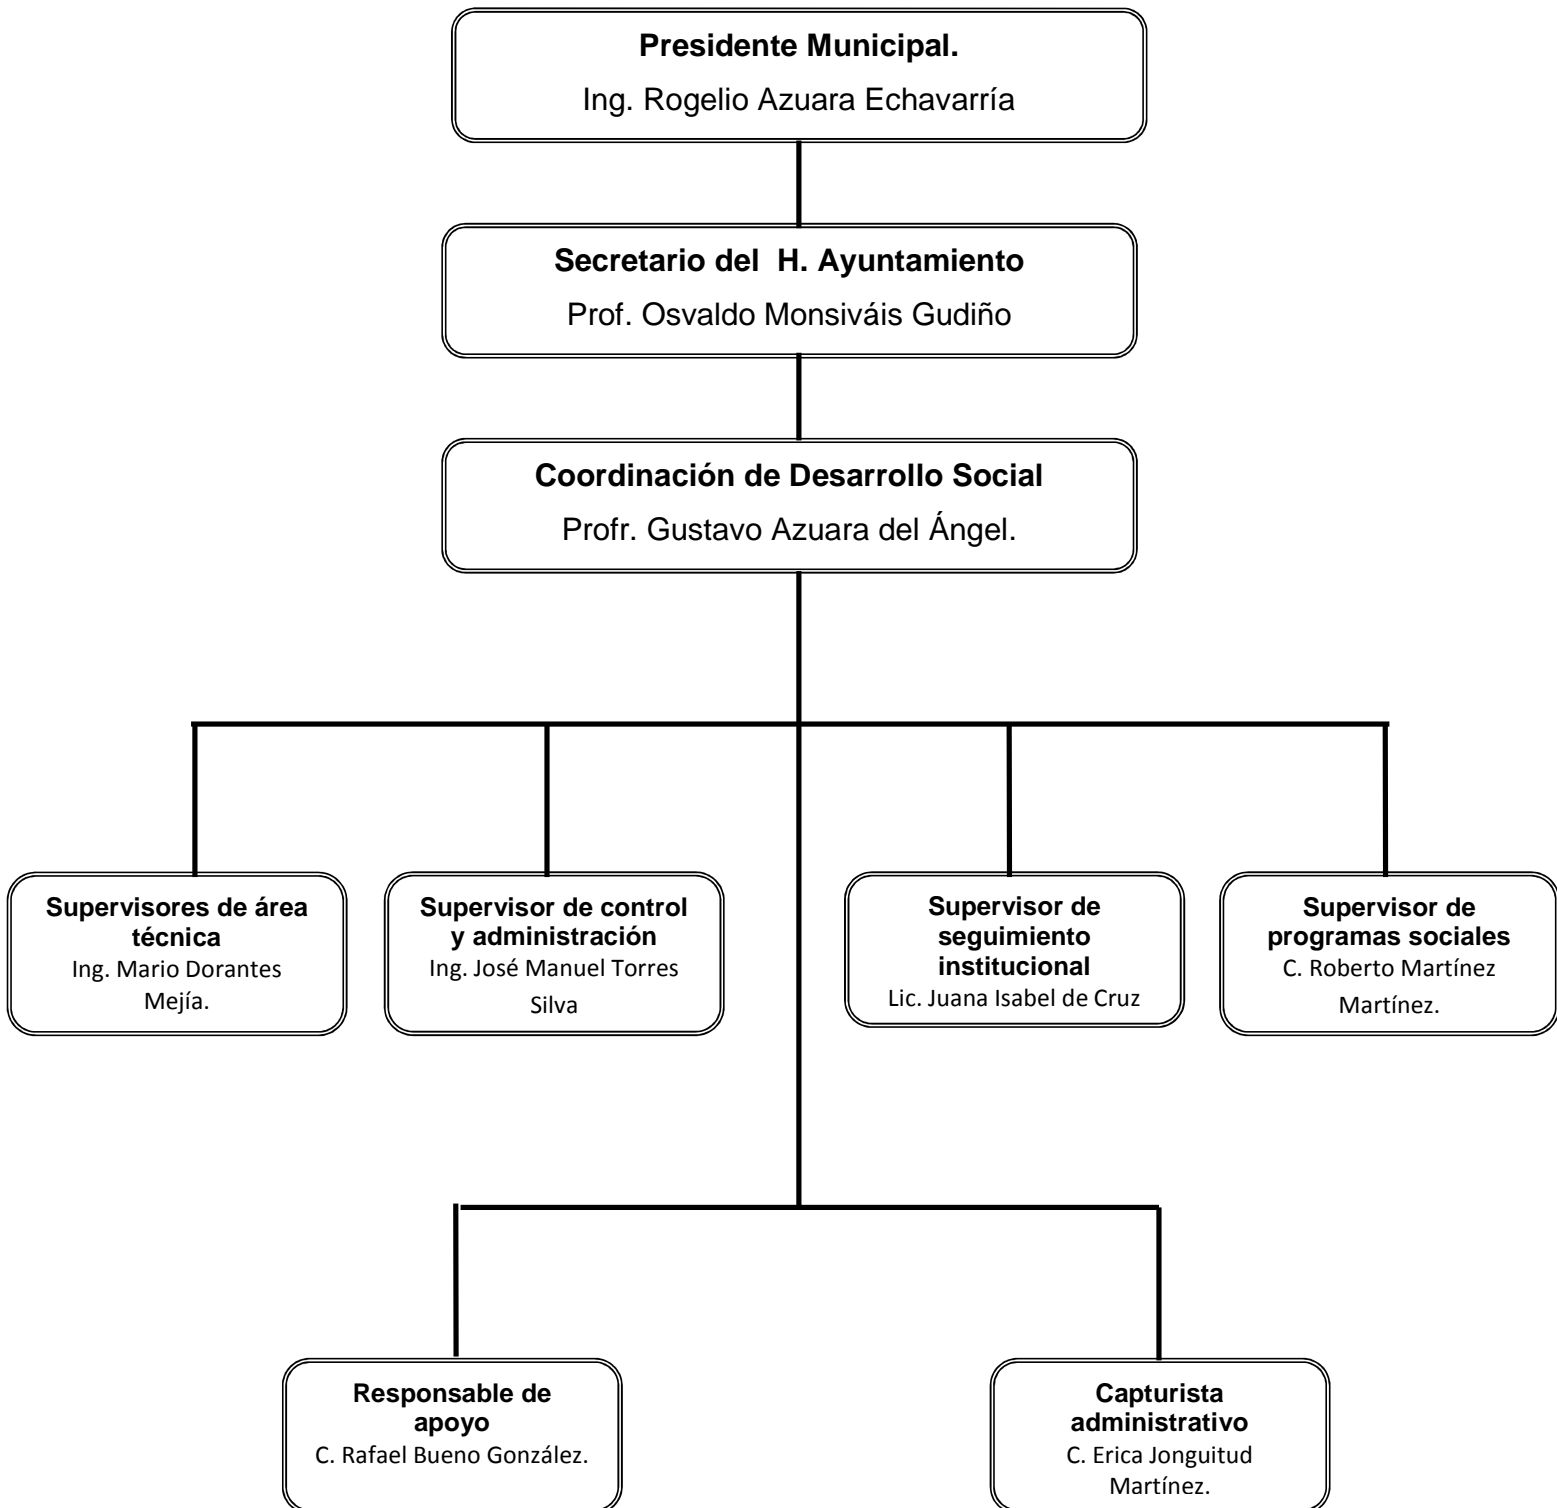 Presidente Municipal.
Ing. Rogelio Azuara Echavarría
Secretario del  H. Ayuntamiento
Prof. Osvaldo Monsiváis Gudiño
Coordinación de Desarrollo Social
Profr. Gustavo Azuara del Ángel.
Supervisores de área
técnica
Ing. Mario Dorantes
Mejía.
Supervisor de control
y administración
Ing. José Manuel Torres
Silva
Supervisor de
seguimiento
institucional
Lic. Juana Isabel de Cruz
Supervisor de
programas sociales
C. Roberto Martínez
Martínez.
Responsable de
apoyo
C. Rafael Bueno González.
Capturista
administrativo
C. Erica Jonguitud
Martínez.